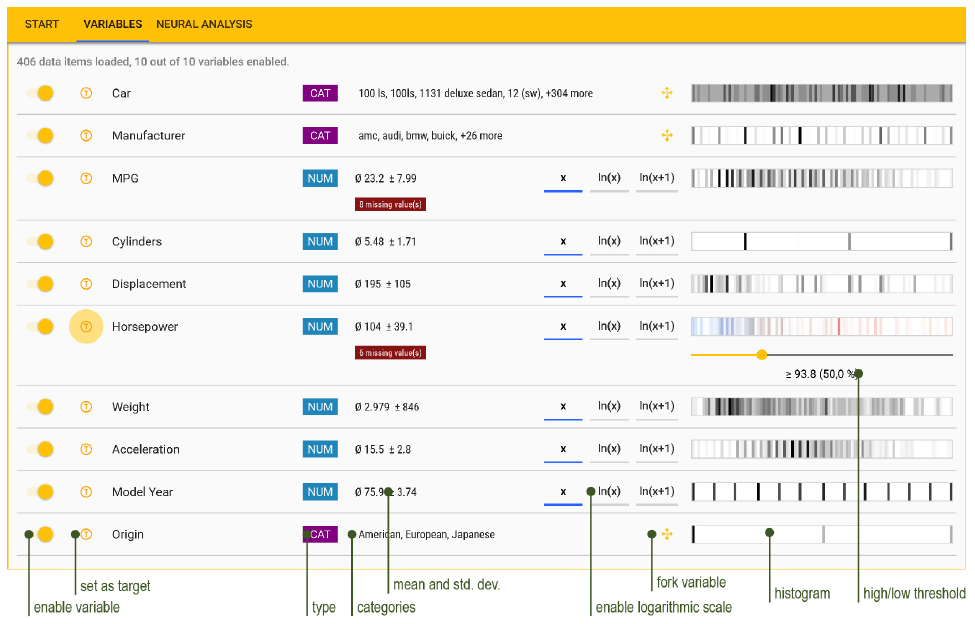 START VARIABLES NEURAL ANALYSIS
406 data items loaded, 10 out of 10 variables enabled.
T Car CAT 100 ls, 100ls, 1131 deluxe sedan, 12 (sw), +304 more
T Manufacturer CAT amc, audi, bmw, buick, +26 more
T MPG NUM Ø 23.2 ± 7.99 x ln(x) ln(x+1)
8 missing value(s)
T Cylinders NUM Ø 5.48 ± 1.71 x ln(x) ln(x+1)
T Displacement NUM Ø 195 ± 105 x ln(x) ln(x+1)
T Horsepower NUM Ø 104 ± 39.1 x ln(x) ln(x+1)
6 missing value(s)
≥ 93.8 (50,0 %)
T Weight NUM Ø 2.979 ± 846 x ln(x) ln(x+1)
T Acceleration NUM Ø 15.5 ± 2.8 x ln(x) ln(x+1)
T Model Year NUM Ø 75.9 ± 3.74 x ln(x) ln(x+1)
T Origin CAT American, European, Japanese
set as target mean and std. dev. fork variable histogram high/low threshold
enable variable type categories enable logarithmic scale